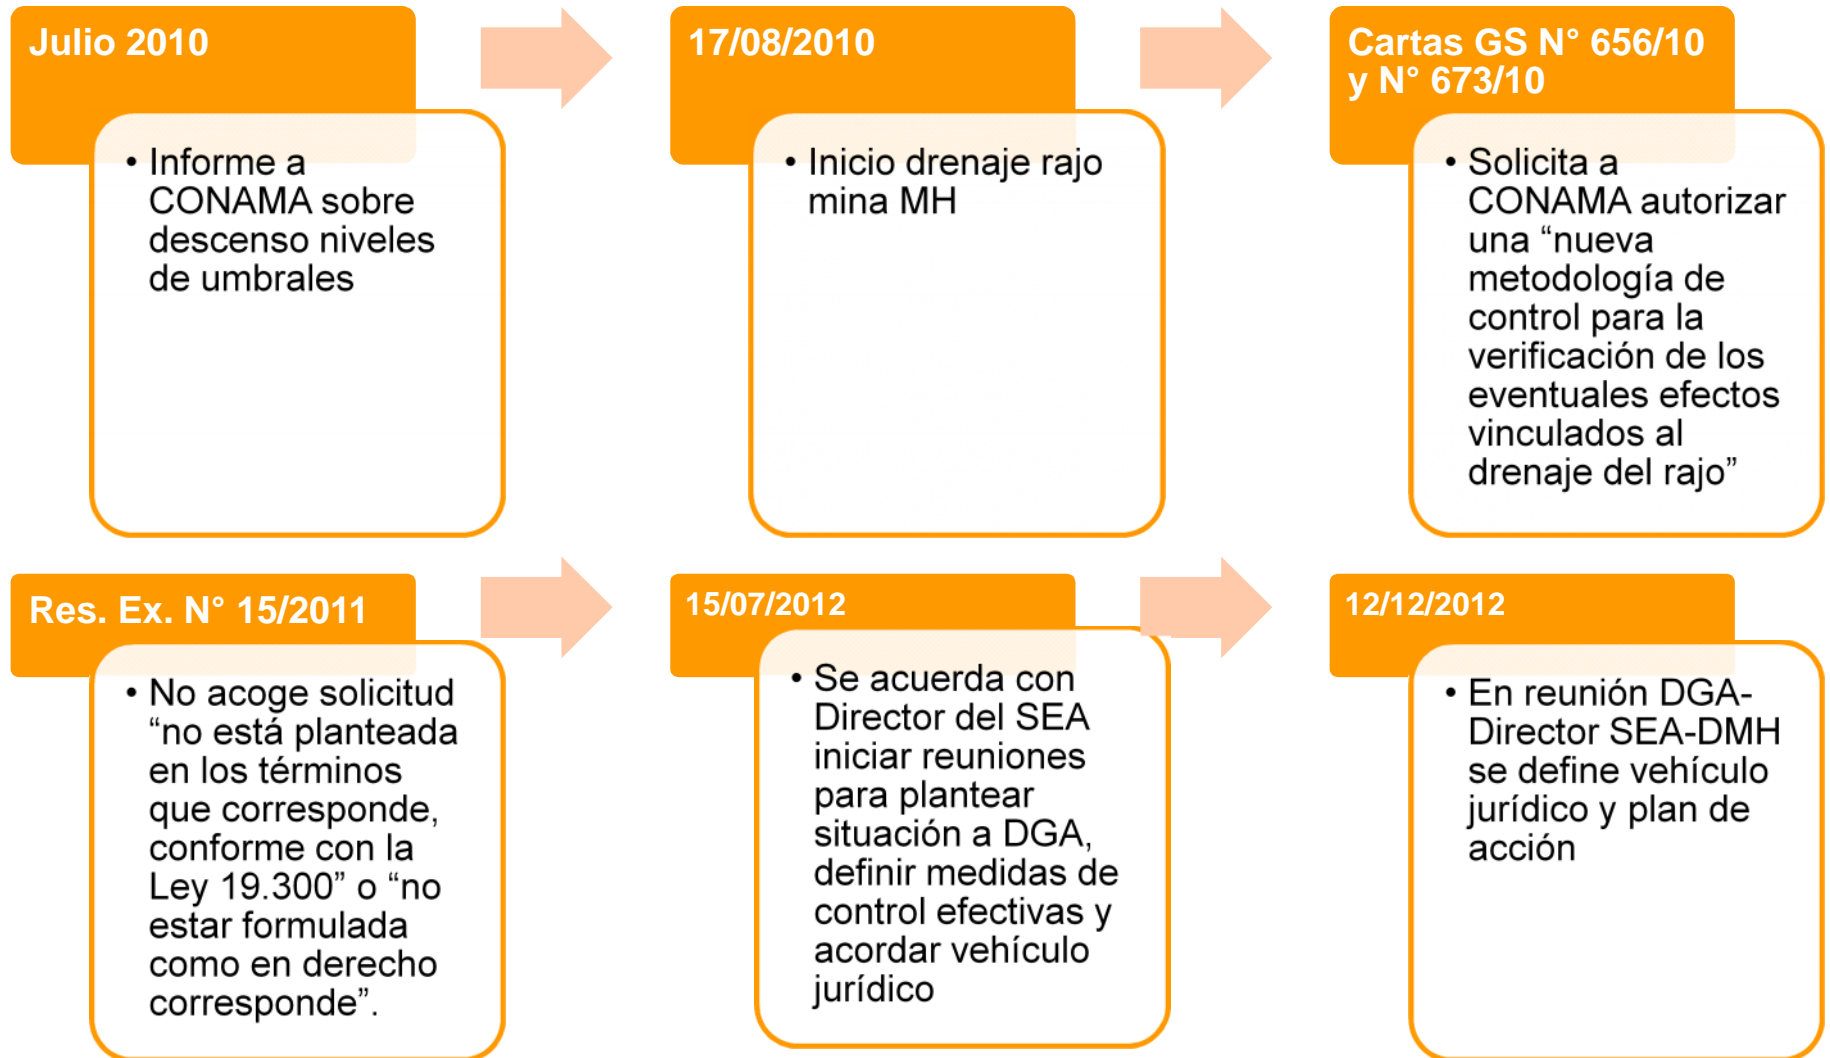 Julio 2010
• Informe a
CONAMA sobre
descenso niveles
de umbrales
17/08/2010
• Inicio drenaje rajo
mina MH
Cartas GS N° 656/10
y N° 673/10
• Solicita a
CONAMA autorizar
una “nueva
metodología de
control para la
verificación de los
eventuales efectos
vinculados al
drenaje del rajo”
Res. Ex. N° 15/2011
• No acoge solicitud
“no está planteada
en los términos
que corresponde,
conforme con la
Ley 19.300” o “no
estar formulada
como en derecho
corresponde”.
15/07/2012
• Se acuerda con
Director del SEA
iniciar reuniones
para plantear
situación a DGA,
definir medidas de
control efectivas y
acordar vehículo
jurídico
12/12/2012
• En reunión DGA-
Director SEA-DMH
se define vehículo
jurídico y plan de
acción